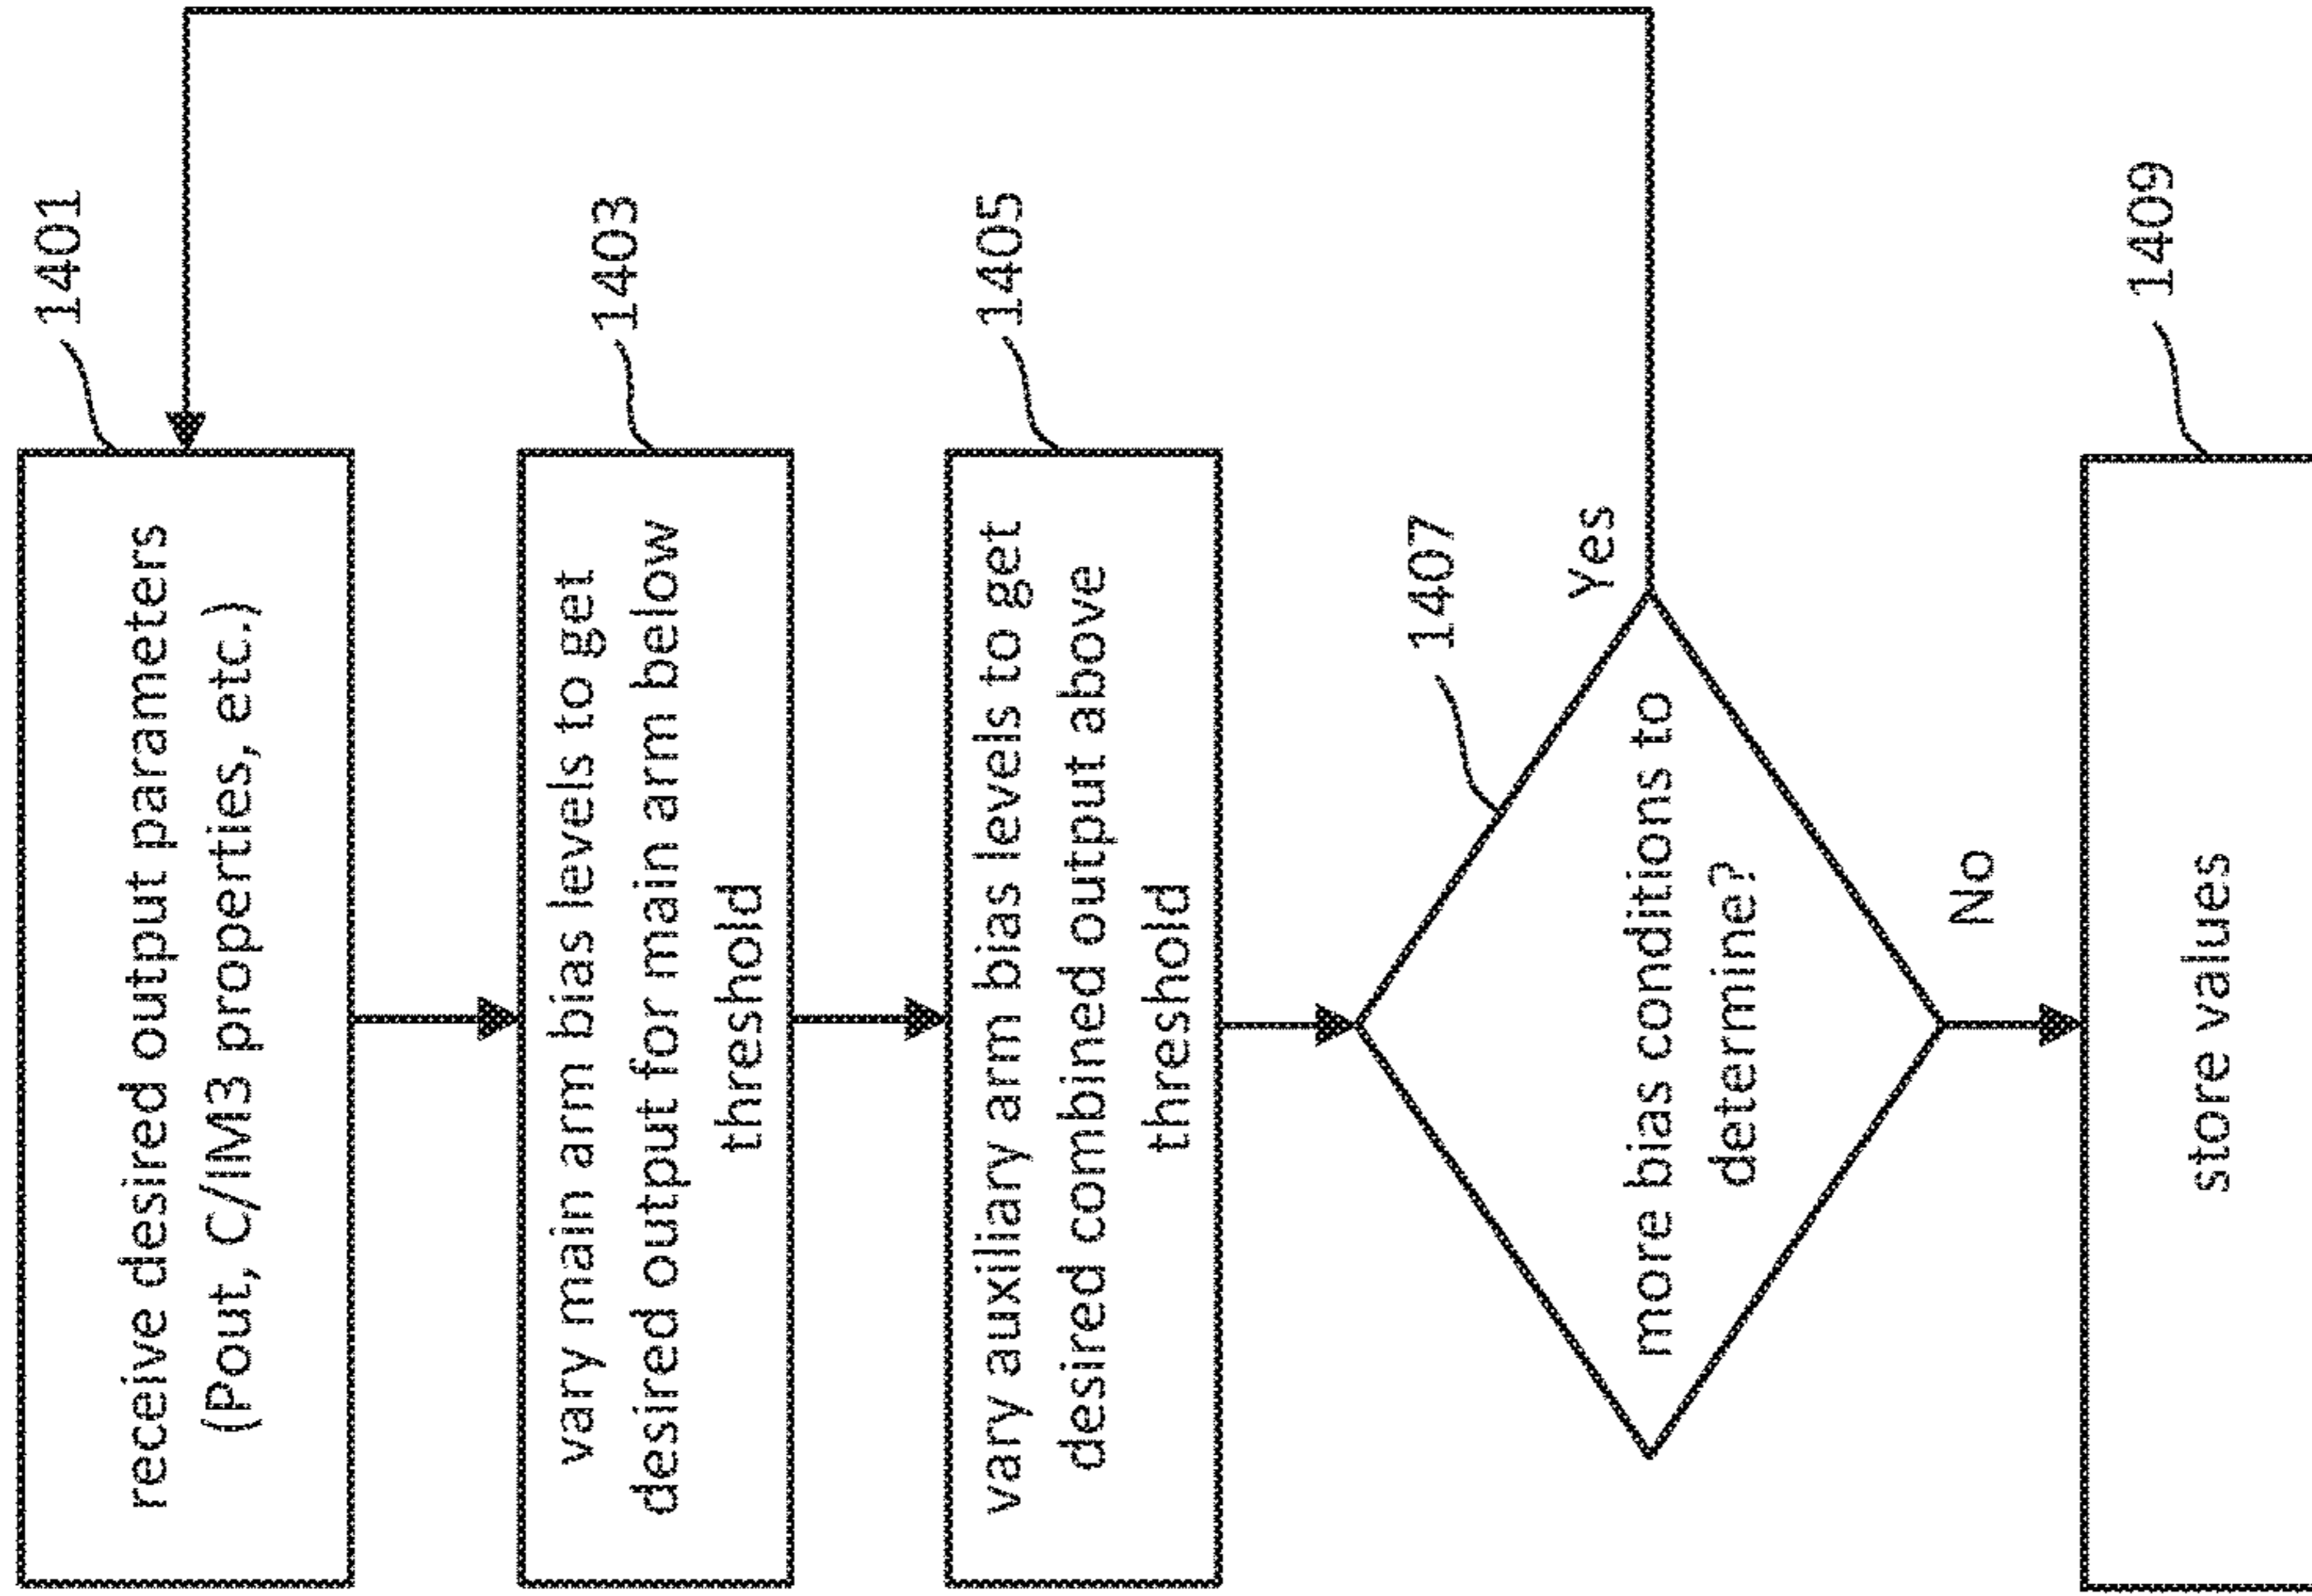 1401
receive desired output parameters
(Pout, C/IM3 properties, etc.)
1403
vary main arm bias levels to get
desired output for main arm below
threshold
1405
vary auxiliary arm bias levels to get
desired combined output above
threshold
1407
more bias conditions to
determine?
Yes
No
1409
store values